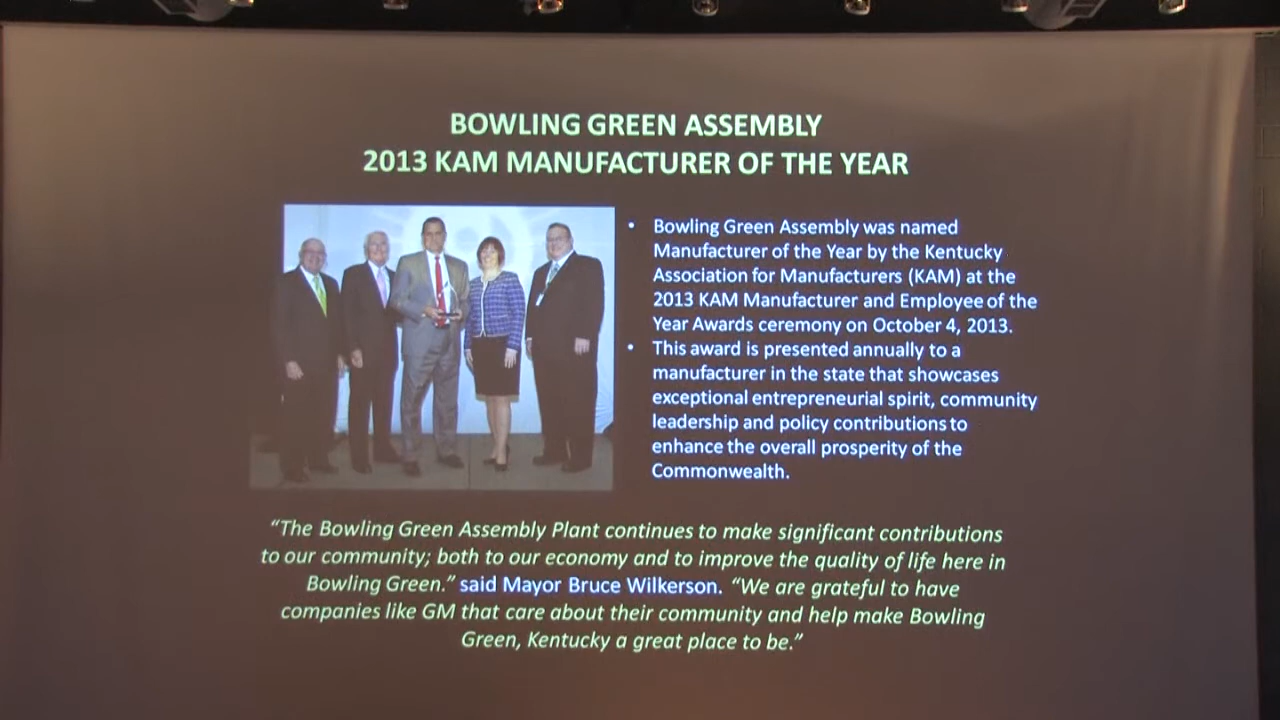 BOWLING GREEN ASSEMBLY
2013 KAM MANUFACTURER OF THE YEAR
• Bowling Green Assembly was named
Manufacturer of the Year by the Kentucky
Association for Manufacturers (KAM) at the
2013 KAM Manufacturer and Employee of the
Year Awards ceremony on October 4, 2013.
• This award is presented annually to a
manufacturer in the state that showcases
exceptional entrepreneurial spirit, community
leadership and policy contributions to
enhance the overall prosperity of the
Commonwealth.
“The Bowling Green Assembly Plant continues to make significant contributions
to our community; both to our economy and to improve the quality of life here in
Bowling Green.” said Mayor Bruce Wilkerson. “We are grateful to have
companies like GM that care about their community and help make Bowling
Green, Kentucky a great place to be.”